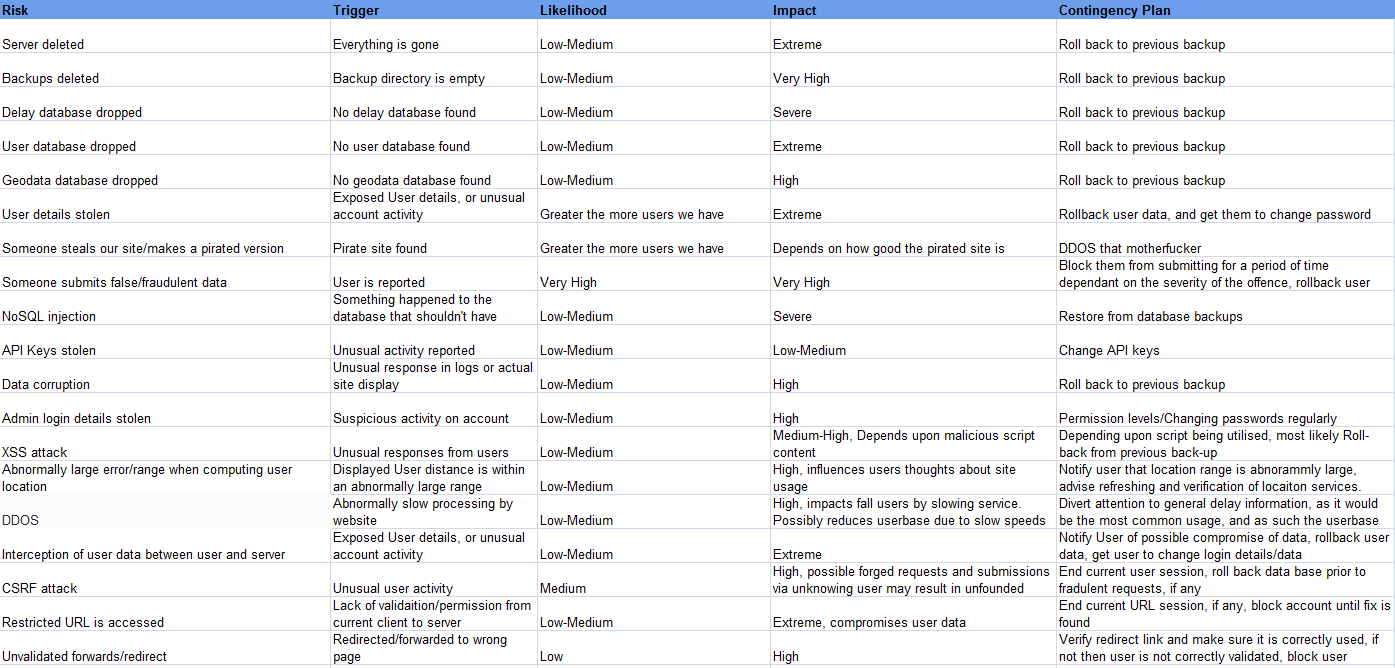 Risk Trigger Likelihood Impact Contingency Plan
Server deleted Everything is gone Low-Medium Extreme Roll back to previous backup
Backups deleted Backup directory is empty Low-Medium Very High Roll back to previous backup
Delay database dropped No delay database found Low-Medium Severe Roll back to previous backup
User database dropped No user database found Low-Medium Extreme Roll back to previous backup
Geodata database dropped No geodata database found Low-Medium High Roll back to previous backup
Exposed User details, or unusual
User details stolen account activity Greater the more users we have Extreme Rollback user data, and get them to change password
Someone steals our site/makes a pirated version Pirate site found Greater the more users we have Depends on how good the pirated site is DDOS that motherfucker
Block them from submitting for a period of time
Someone submits false/fraudulent data User is reported Very High Very High dependant on the severity of the offence, rollback user
Something happened to the
NoSQL injection database that shouldn't have Low-Medium Severe Restore from database backups
API Keys stolen Unusual activity reported Low-Medium Low-Medium Change API keys
Unusual response in logs or actual
Data corruption site display Low-Medium High Roll back to previous backup
Admin login details stolen Suspicious activity on account Low-Medium High Permission levels/Changing passwords regularly
Medium-High, Depends upon malicious script Depending upon script being utilised, most likely Roll-
XSS attack Unusual responses from users Low-Medium content back from previous back-up
Abnormally large error/range when computing user Displayed User distance is within High, influences users thoughts about site Notify user that location range is abnorammly large,
location an abnormally large range Low-Medium usage advise refreshing and verification of locaiton services.
Abnormally slow processing by High, impacts fall users by slowing service. Divert attention to general delay information, as it would
DDOS website Low-Medium Possibly reduces userbase due to slow speeds be the most common usage, and as such the userbase
Exposed User details, or unusual Notify User of possible compromise of data, rollback user
Interception of user data between user and server account activity Low-Medium Extreme data, get user to change login details/data
High, possible forged requests and submissions End current user session, roll back data base prior to
CSRF attack Unusual user activity Medium via unknowing user may result in unfounded fradulent requests, if any
Lack of validaition/permission from End current URL session, if any, block account until fix is
Restricted URL is accessed current client to server Low-Medium Extreme, compromises user data found
Redirected/forwarded to wrong Verify redirect link and make sure it is correctly used, if
Unvalidated forwards/redirect page Low High not then user is not correctly validated, block user